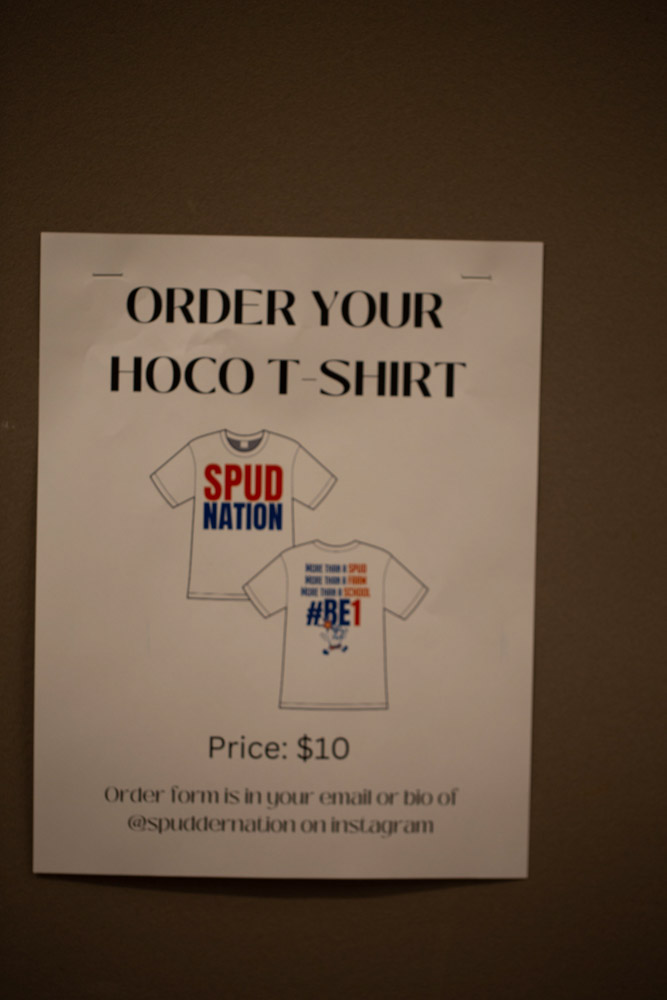 ORDER YOUR
HOCO T-SHIRT
SPUD
NATION
MORE THAN A SPUD
MORE THAN A FARM
MORE THAN A SCHOOL
#BE1
Price: $10
Order form is in your email or bio of
@spuddernation on instagram